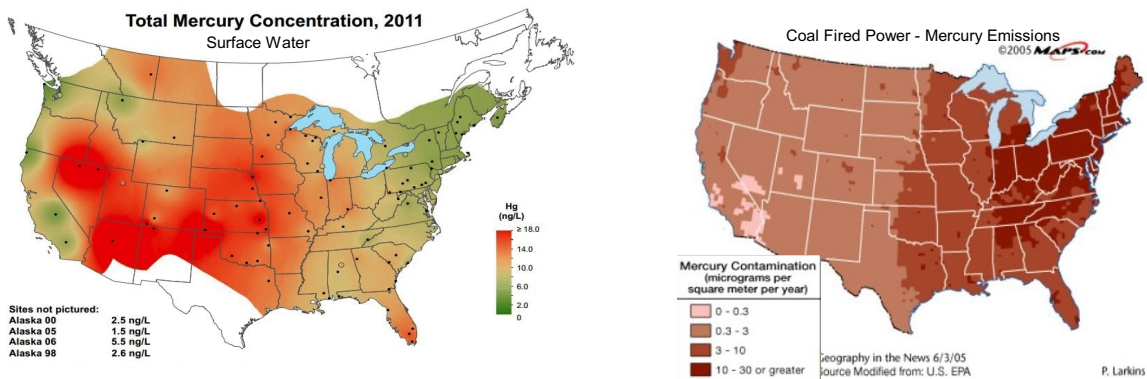 Total Mercury Concentration, 2011
Surface Water
Hg
(ng/L)
≥ 18.0
14.0
10.0
6.0
2.0
0
Sites not pictured:
Alaska 00 2.5 ng/L
Alaska 05 1.5 ng/L
Alaska 06 5.5 ng/L
Alaska 98 2.6 ng/L
Coal Fired Power - Mercury Emissions
©2005 MAPS.COM
Mercury Contamination
(micrograms per
square meter per year)
0 - 0.3
0.3 - 3
3 - 10
10 - 30 or greater
Geography in the News 6/3/05
Source Modified from: U.S. EPA
P. Larkins